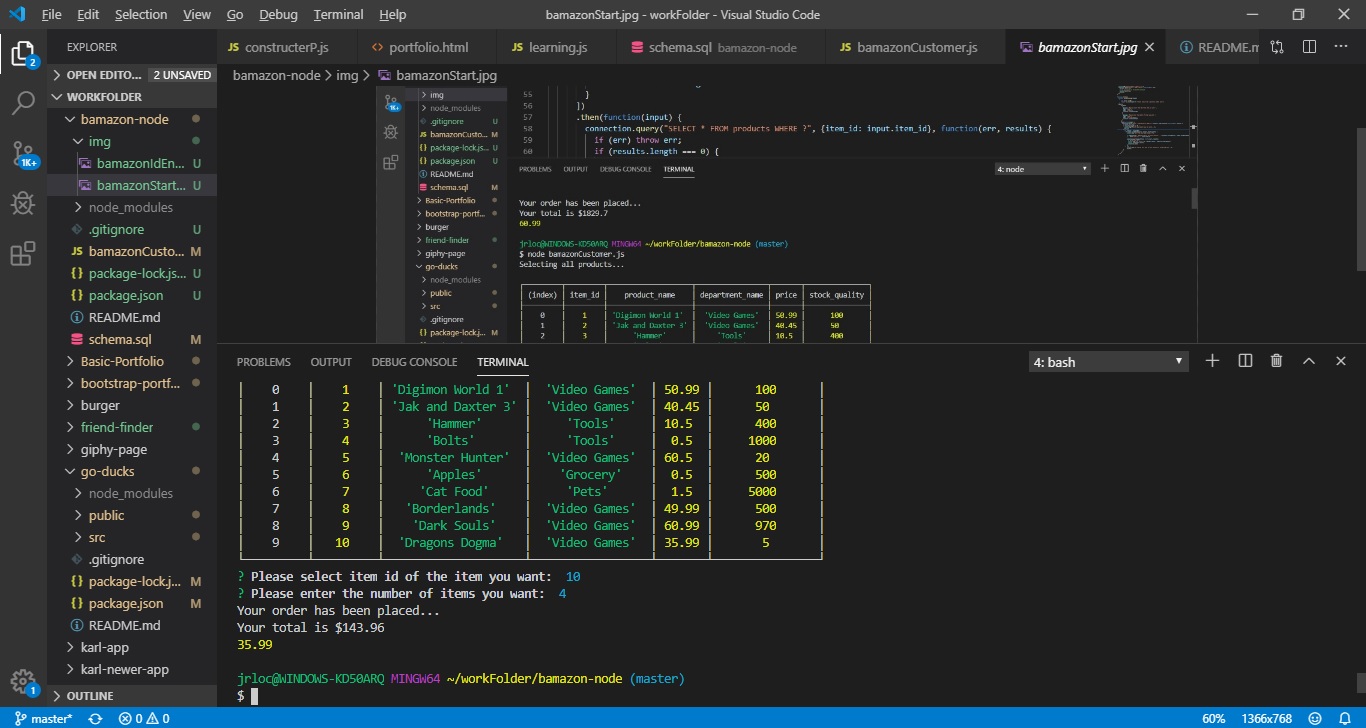 File Edit Selection View Go Debug Terminal Help bamazonStart.jpg - workFolder - Visual Studio Code
EXPLORER
JS constructerP.js <> portfolio.html JS learning.js schema.sql bamazon-node JS bamazonCustomer.js bamazonStart.jpg README.m
2
OPEN EDITO... 2 UNSAVED
WORKFOLDER
bamazon-node
img
bamazonIdEn... U
bamazonStart... U
node_modules
.gitignore U
JS bamazonCusto... M
{} package-lock.js... U
{} package.json U
README.md
schema.sql M
Basic-Portfolio
bootstrap-portf...
burger
friend-finder
giphy-page
go-ducks
node_modules
public
src
.gitignore
{} package-lock.j... M
{} package.json M
README.md
karl-app
karl-newer-app
OUTLINE
1K+
1
bamazon-node > img > bamazonStart.jpg
1K+
img
node_modules
.gitignore U
JS bamazonCusto... M
{} package-lock.js... U
{} package.json U
README.md
schema.sql M
Basic-Portfolio
bootstrap-portf...
burger
friend-finder
giphy-page
go-ducks
node_modules
public
src
.gitignore
{} package-lock.j... M
55 }
56 })
57 .then(function(input) {
58 connection.query("SELECT * FROM products WHERE ?", {item_id: input.item_id}, function(err, results) {
59 if (err) throw err;
60 if (results.length === 0) {
PROBLEMS OUTPUT DEBUG CONSOLE TERMINAL 4: node
Your order has been placed...
Your total is $1829.7
60.99
jrloc@WINDOWS-KD50ARQ MINGW64 ~/workFolder/bamazon-node (master)
$ node bamazonCustomer.js
Selecting all products...
(index) item_id product_name department_name price stock_quality
0 1 'Digimon World 1' 'Video Games' 50.99 100
1 2 'Jak and Daxter 3' 'Video Games' 40.45 50
2 3 'Hammer' 'Tools' 10.5 400
PROBLEMS OUTPUT DEBUG CONSOLE TERMINAL 4: bash
0 1 'Digimon World 1' 'Video Games' 50.99 100
1 2 'Jak and Daxter 3' 'Video Games' 40.45 50
2 3 'Hammer' 'Tools' 10.5 400
3 4 'Bolts' 'Tools' 0.5 1000
4 5 'Monster Hunter' 'Video Games' 60.5 20
5 6 'Apples' 'Grocery' 0.5 500
6 7 'Cat Food' 'Pets' 1.5 5000
7 8 'Borderlands' 'Video Games' 49.99 500
8 9 'Dark Souls' 'Video Games' 60.99 970
9 10 'Dragons Dogma' 'Video Games' 35.99 5
? Please select item id of the item you want: 10
? Please enter the number of items you want: 4
Your order has been placed...
Your total is $143.96
35.99
jrloc@WINDOWS-KD50ARQ MINGW64 ~/workFolder/bamazon-node (master)
$
master* 0 0 60% 1366x768